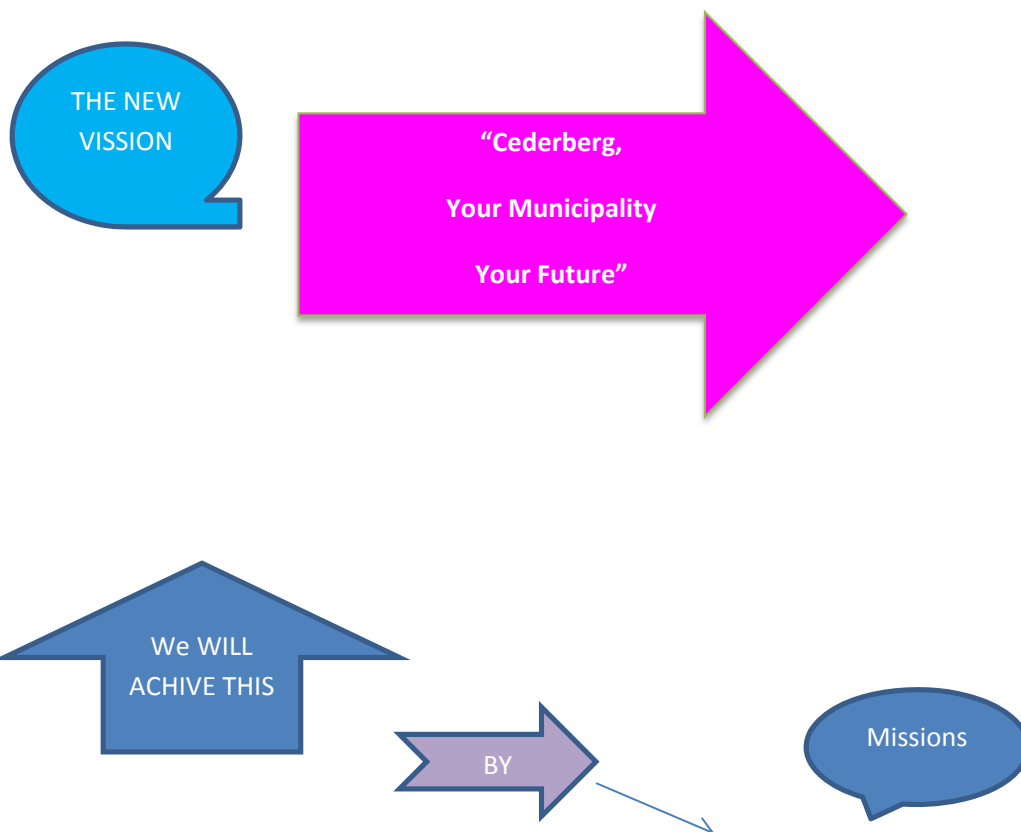 THE NEW
VISSION
“Cederberg,
Your Municipality
Your Future”
We WILL
ACHIVE THIS
BY
Missions